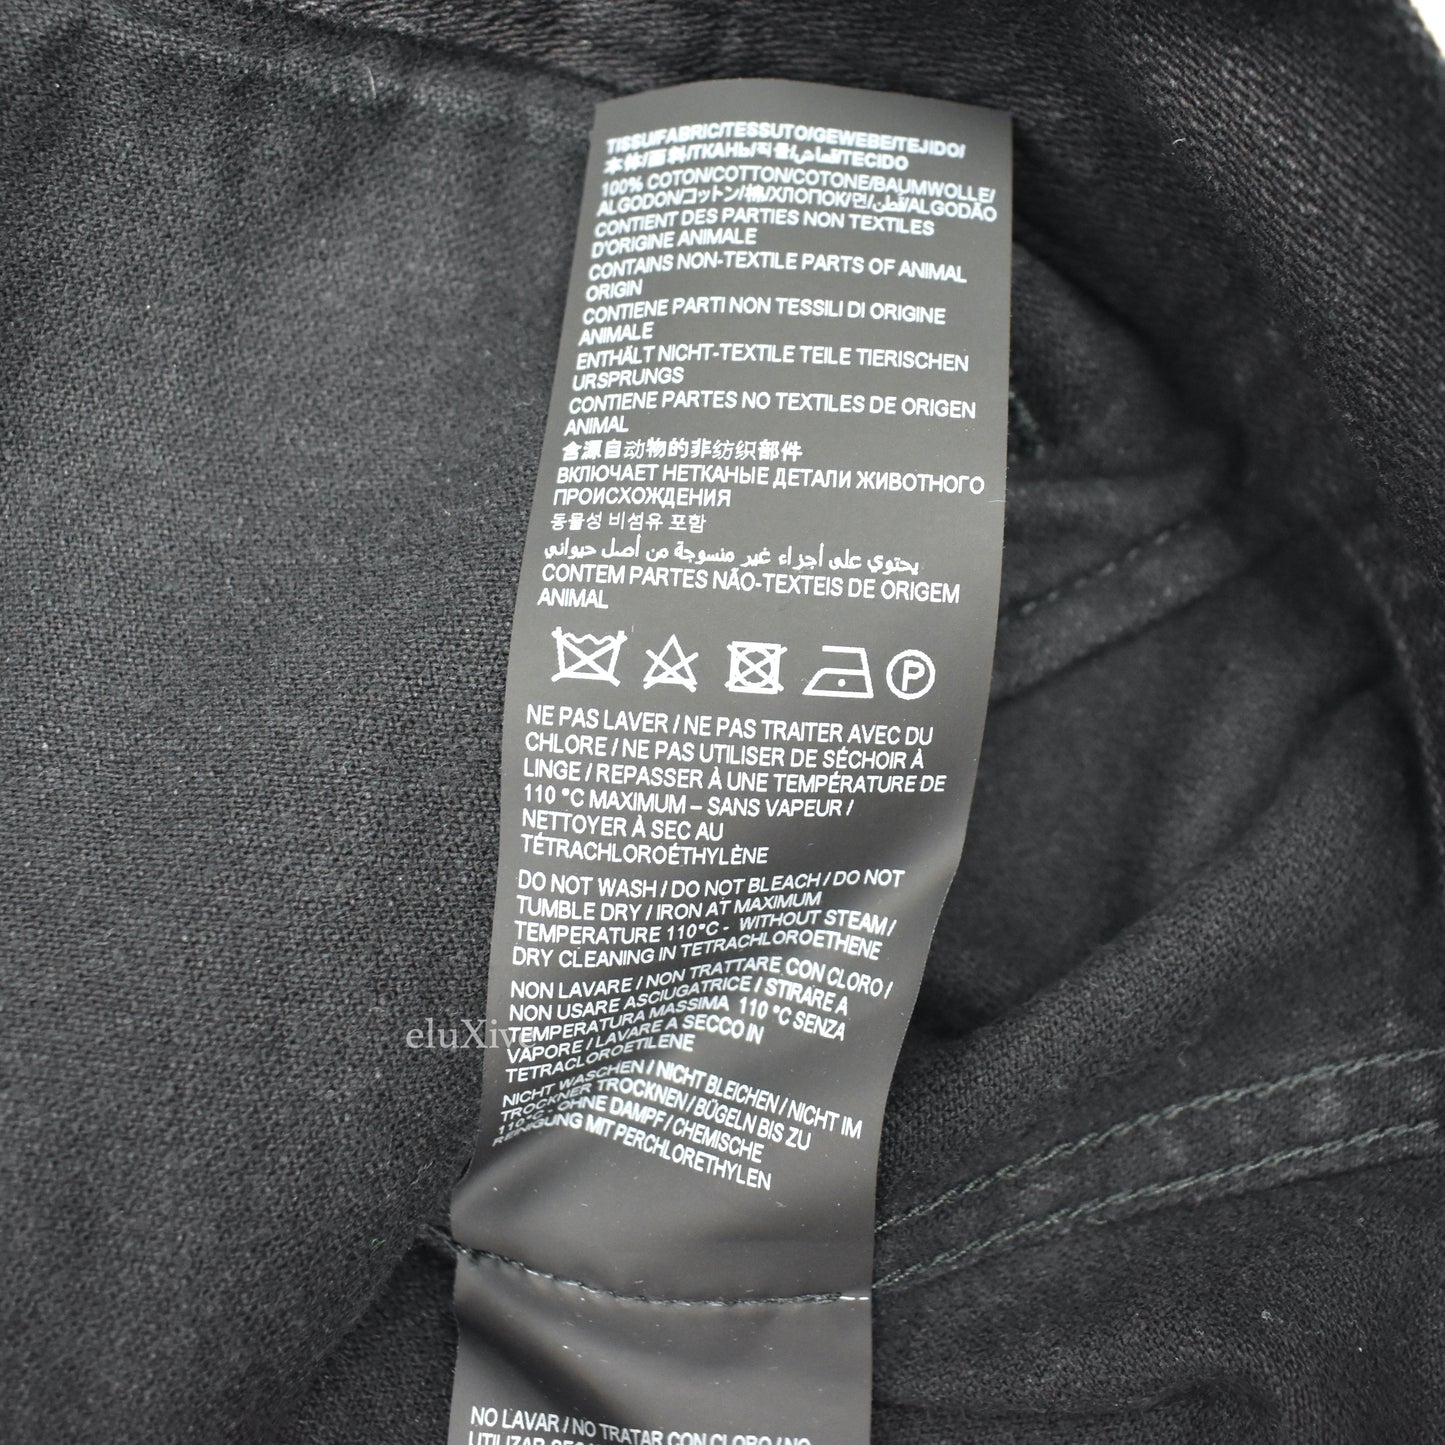 TISSU/FABRIC/TESSUTO/GEWEBE/TEJIDO/
本体/面料/ТКАНЬ/직물/قماش/TECIDO
100% COTON/COTTON/COTONE/BAUMWOLLE/
ALGODON/コットン/棉/ХЛОПОК/면/قطن/ALGODÃO
CONTIENT DES PARTIES NON TEXTILES
D'ORIGINE ANIMALE
CONTAINS NON-TEXTILE PARTS OF ANIMAL
ORIGIN
CONTIENE PARTI NON TESSILI DI ORIGINE
ANIMALE
ENTHÄLT NICHT-TEXTILE TEILE TIERISCHEN
URSPRUNGS
CONTIENE PARTES NO TEXTILES DE ORIGEN
ANIMAL
含源自动物的非纺织部件
ВКЛЮЧАЕТ НЕТКАНЫЕ ДЕТАЛИ ЖИВОТНОГО
ПРОИСХОЖДЕНИЯ
동물성 비섬유 포함
يحتوي على أجزاء غير منسوجة من أصل حيواني
CONTEM PARTES NÃO-TEXTEIS DE ORIGEM
ANIMAL
P
NE PAS LAVER / NE PAS TRAITER AVEC DU
CHLORE / NE PAS UTILISER DE SÉCHOIR À
LINGE / REPASSER À UNE TEMPÉRATURE DE
110 °C MAXIMUM – SANS VAPEUR /
NETTOYER À SEC AU
TÉTRACHLOROÉTHYLÈNE
DO NOT WASH / DO NOT BLEACH / DO NOT
TUMBLE DRY / IRON AT MAXIMUM
TEMPERATURE 110°C - WITHOUT STEAM /
DRY CLEANING IN TETRACHLOROETHENE
NON LAVARE / NON TRATTARE CON CLORO /
NON USARE ASCIUGATRICE / STIRARE A
TEMPERATURA MASSIMA 110 °C SENZA
VAPORE / LAVARE A SECCO IN
TETRACLOROETILENE
NICHT WASCHEN / NICHT BLEICHEN / NICHT IM
TROCKNER TROCKNEN / BÜGELN BIS ZU
110°C - OHNE DAMPF / CHEMISCHE
REINIGUNG MIT PERCHLORETHYLEN
NO LAVAR / NO TRATAR CON CLORO / NO
UTILIZAR
eluXive